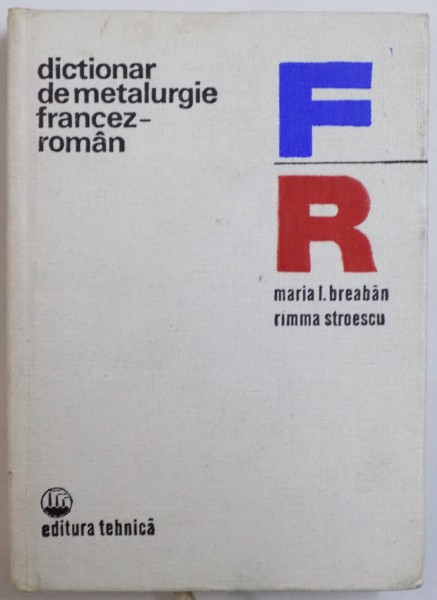 dictionar
de metalurgie
francez-
român
F
R
maria l. breabăn
rimma stroescu
editura tehnică